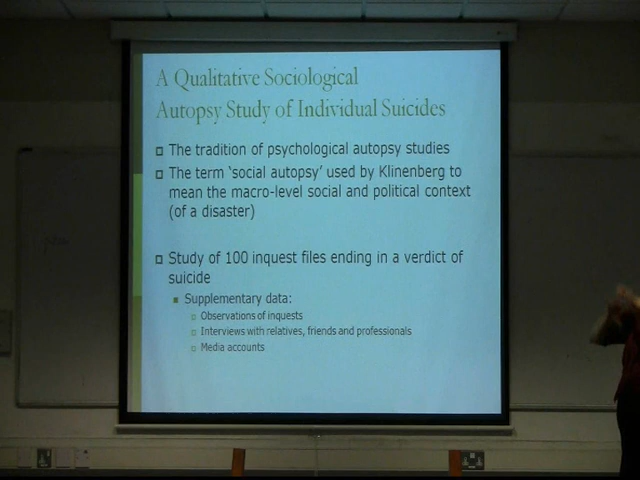 A Qualitative Sociological
Autopsy Study of Individual Suicides
The tradition of psychological autopsy studies
The term ‘social autopsy’ used by Klinenberg to
mean the macro-level social and political context
(of a disaster)
Study of 100 inquest files ending in a verdict of
suicide
Supplementary data:
Observations of inquests
Interviews with relatives, friends and professionals
Media accounts